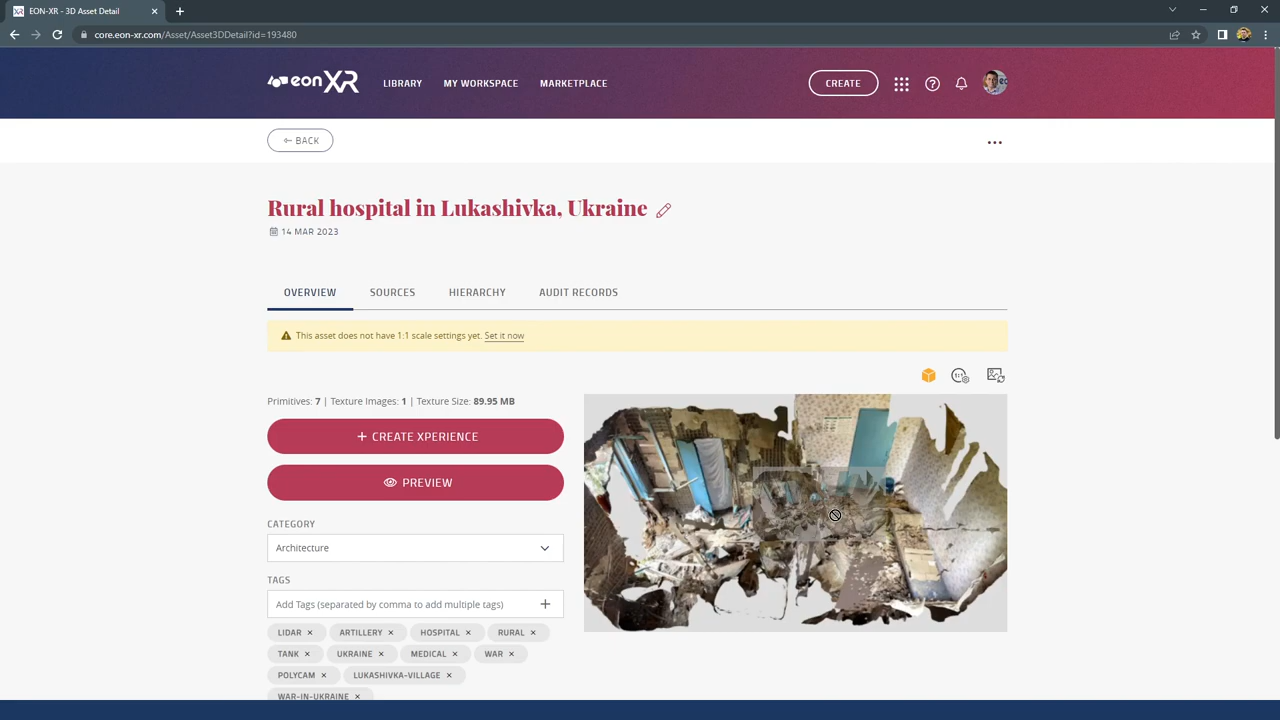 EON-XR - 3D Asset Detail
core.eon-xr.com/Asset/Asset3DDetail?id=193480
eon XR
LIBRARY
MY WORKSPACE
MARKETPLACE
CREATE
BACK
Rural hospital in Lukashivka, Ukraine
14 MAR 2023
OVERVIEW
SOURCES
HIERARCHY
AUDIT RECORDS
This asset does not have 1:1 scale settings yet. Set it now
Primitives: 7 | Texture Images: 1 | Texture Size: 89.95 MB
CREATE XPERIENCE
PREVIEW
CATEGORY
Architecture
TAGS
Add Tags (separated by comma to add multiple tags)
LIDAR × ARTILLERY × HOSPITAL × RURAL ×
TANK × UKRAINE × MEDICAL × WAR ×
POLYCAM × LUKASHIVKA-VILLAGE ×
WAR-IN-UKRAINE ×